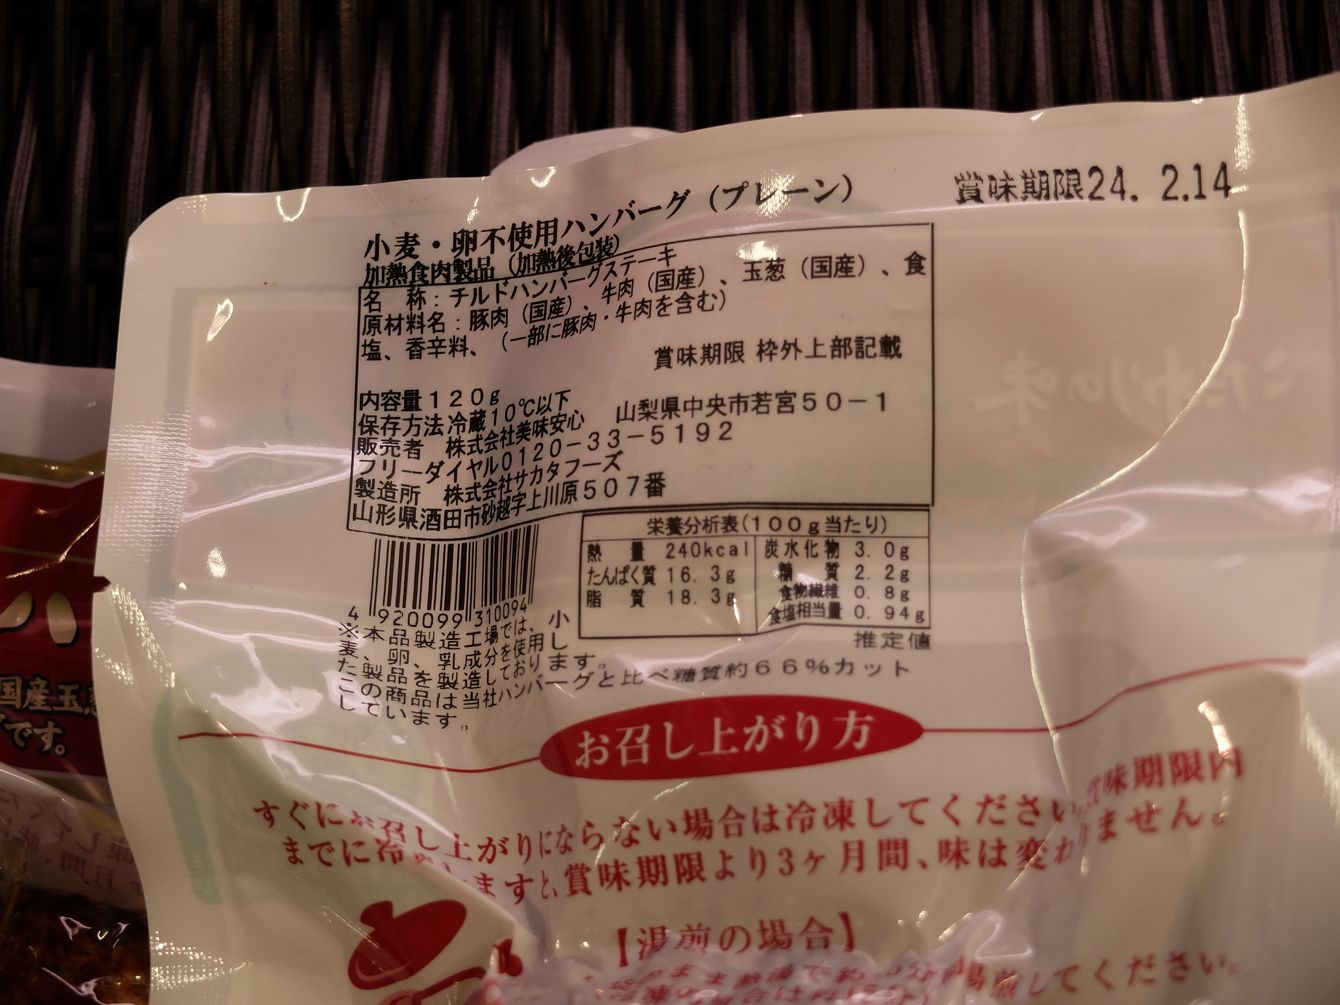 賞味期限24. 2.14
小麦・卵不使用ハンバーグ（プレーン）
加熱食肉製品（加熱後包装）
名　称：チルドハンバーグステーキ
原材料名：豚肉（国産）、牛肉（国産）、玉葱（国産）、食
塩、香辛料、（一部に豚肉・牛肉を含む）
賞味期限 枠外上部記載
内容量１２０ｇ
保存方法 冷蔵１０℃以下
販売者　株式会社美味安心　山梨県中央市若宮５０－１
フリーダイヤル０１２０－３３－５１９２
製造所　株式会社サカタフーズ
山形県酒田市砂越字上川原５０７番
栄養分析表（１００ｇ当たり）
熱　量 240kcal 炭水化物 3.0g
たんぱく質 16.3g 糖　質 2.2g
脂　質 18.3g 食物繊維 0.8g
食塩相当量 0.94g
推定値
4 920099 310094
※本品製造工場では、小
麦、卵、乳成分を使用し
た製品を製造しております。
この商品は当社ハンバーグと比べ糖質約６６％カット
しています。
お召し上がり方
すぐにお召し上がりにならない場合は冷凍してください。賞味期限内
までに冷しますと、賞味期限より3ヶ月間、味は変わりません。
【湯煎の場合】
してください。
こだわりの味
国産玉
です。